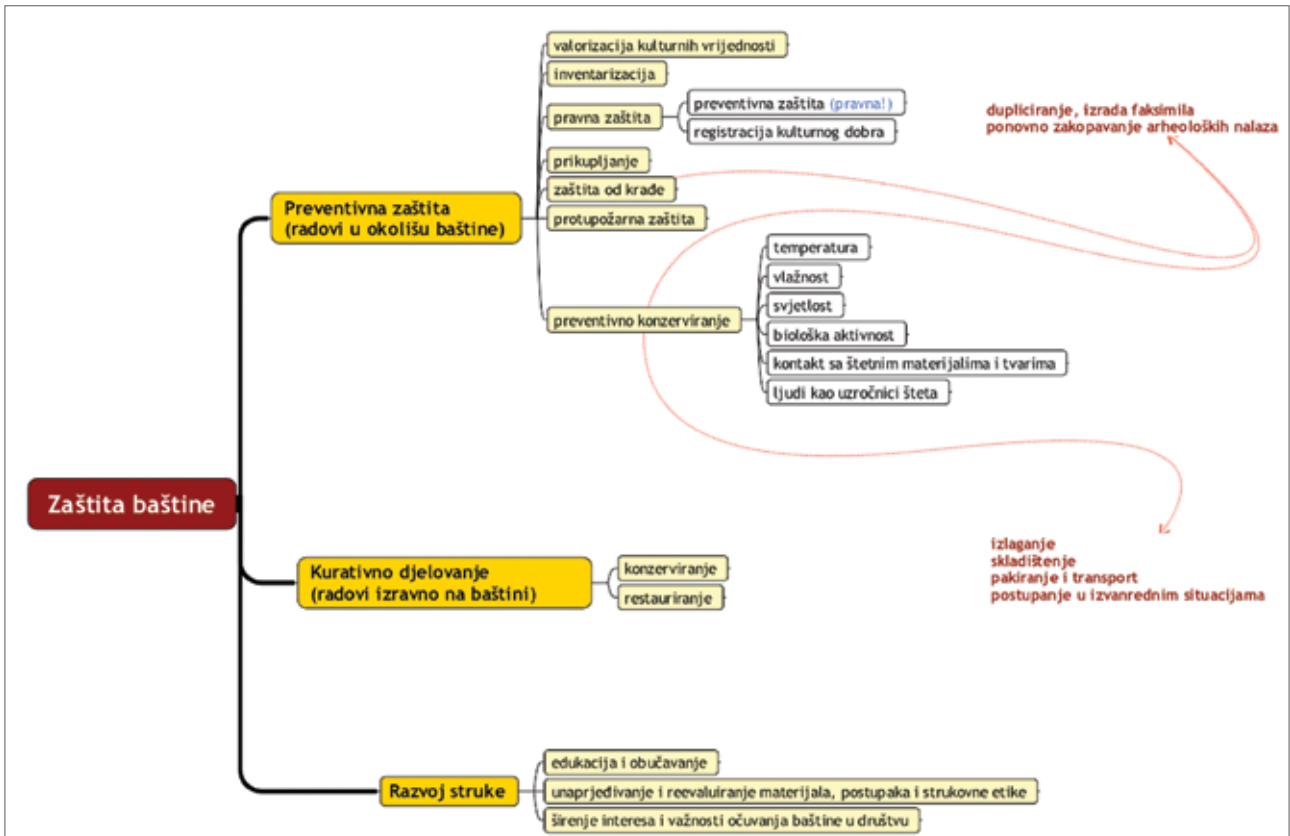 valorizacija kulturnih vrijednosti
inventarizacija
pravna zaštita
preventivna zaštita (pravna!)
registracija kulturnog dobra
dupliciranje, izrada faksimila
ponovno zakopavanje arheoloških nalaza
prikupljanje
zaštita od krađe
protupožarna zaštita
Preventivna zaštita
(radovi u okolišu baštine)
preventivno konzerviranje
temperatura
vlažnost
svjetlost
biološka aktivnost
kontakt sa štetnim materijalima i tvarima
ljudi kao uzročnici šteta
Zaštita baštine
izlaganje
skladištenje
pakiranje i transport
postupanje u izvanrednim situacijama
Kurativno djelovanje
(radovi izravno na baštini)
konzerviranje
restauriranje
Razvoj struke
edukacija i obučavanje
unaprjeđivanje i reevaluiranje materijala, postupaka i strukovne etike
širenje interesa i važnosti očuvanja baštine u društvu